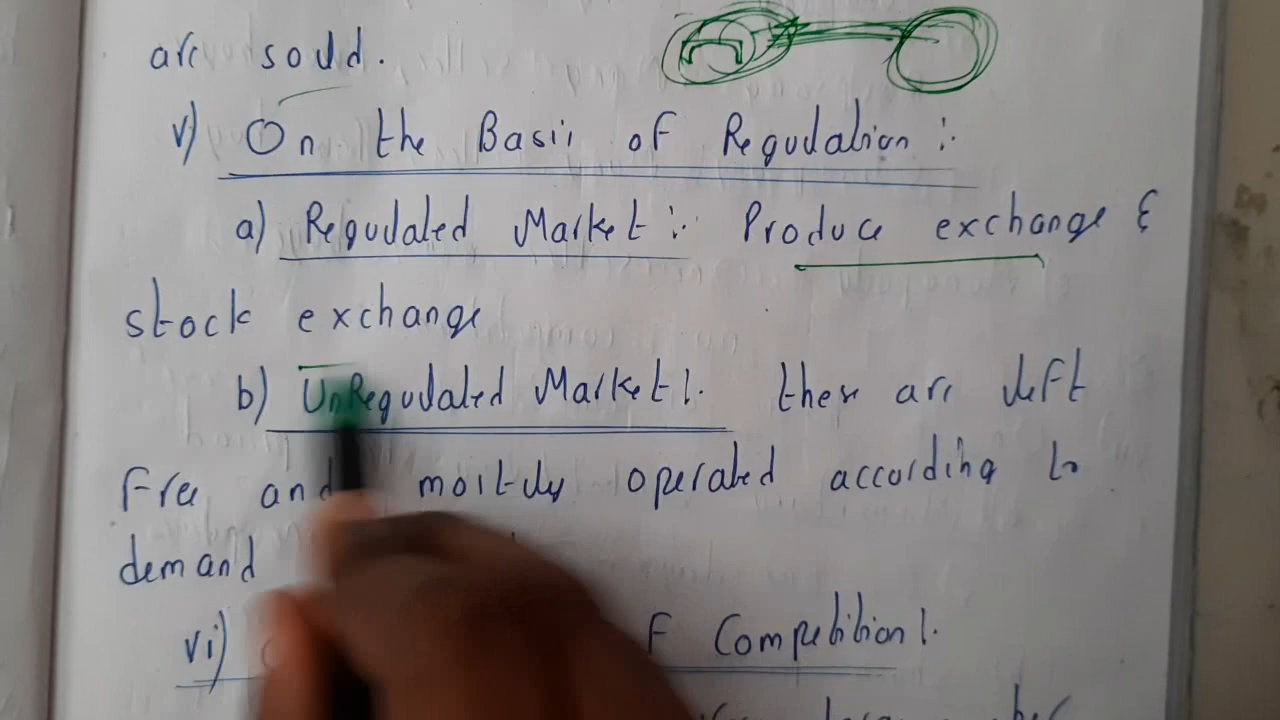 are sold.
v) On the Basis of Regulation :-
a) Regulated Market :- Produce exchange &
stock exchange
b) UnRegulated Market :- these are left
free and mostly operated according to
demand
vi) F Competition :-